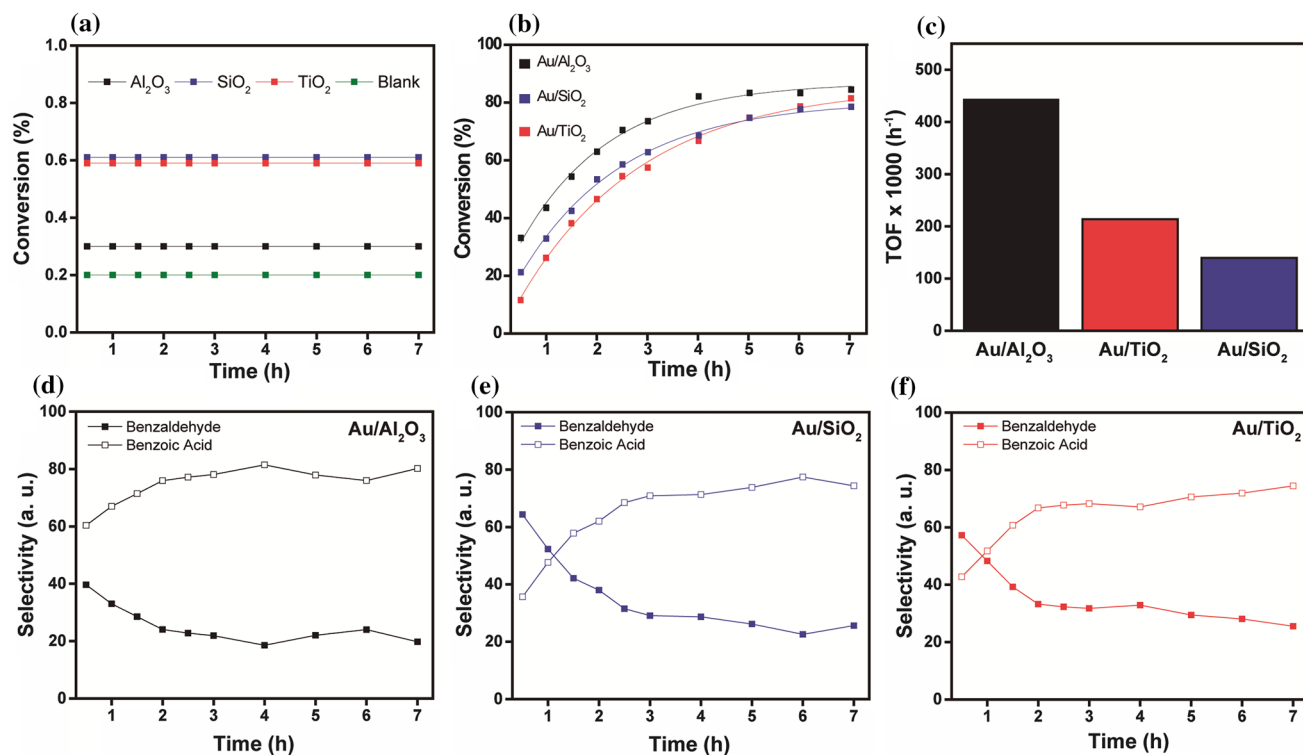 (a)
1.0
0.8
0.6
0.4
0.2
0.0
Conversion (%)
Al₂O₃ SiO₂ TiO₂ Blank
1 2 3 4 5 6 7
Time (h)
(b)
100
80
60
40
20
0
Conversion (%)
Au/Al₂O₃
Au/SiO₂
Au/TiO₂
1 2 3 4 5 6 7
Time (h)
(c)
500
400
300
200
100
0
TOF x 1000 (h⁻¹)
Au/Al₂O₃ Au/TiO₂ Au/SiO₂
(d)
100
80
60
40
20
0
Selectivity (a. u.)
Benzaldehyde
Benzoic Acid
Au/Al₂O₃
1 2 3 4 5 6 7
Time (h)
(e)
100
80
60
40
20
0
Selectivity (a. u.)
Benzaldehyde
Benzoic Acid
Au/SiO₂
1 2 3 4 5 6 7
Time (h)
(f)
100
80
60
40
20
0
Selectivity (a. u.)
Benzaldehyde
Benzoic Acid
Au/TiO₂
1 2 3 4 5 6 7
Time (h)